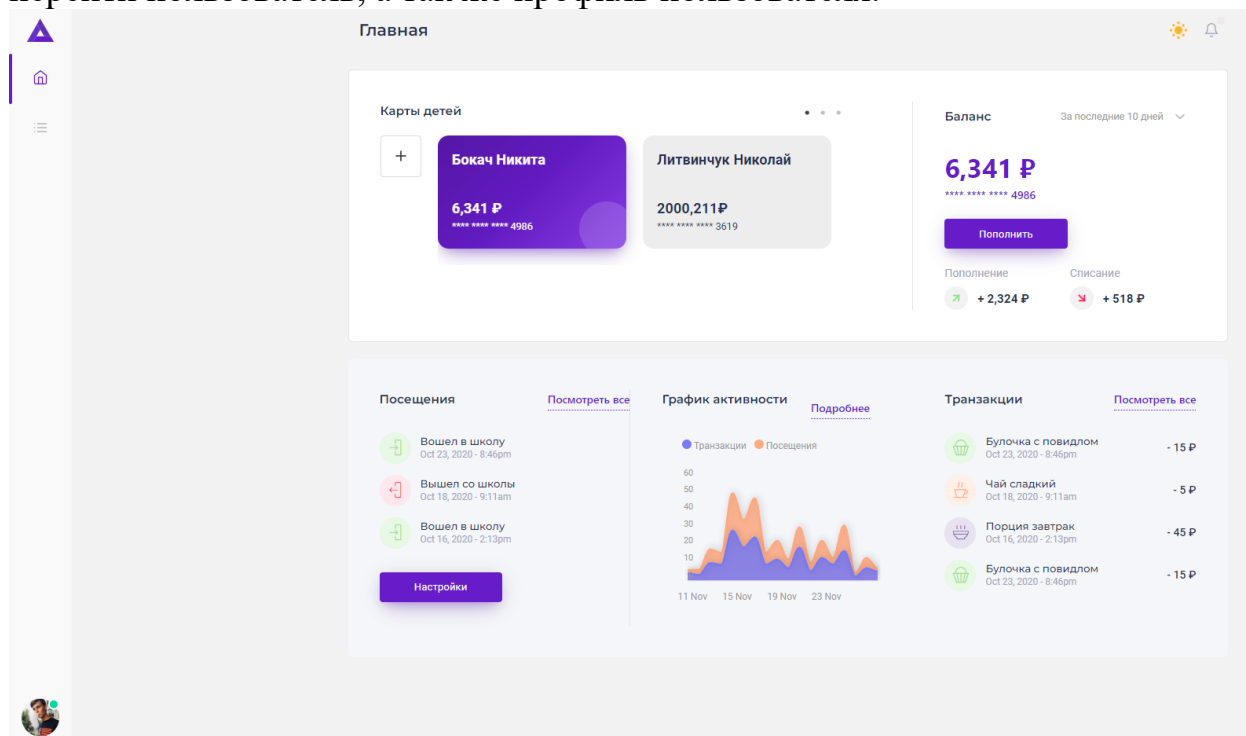 перейти пользователь, а также профиль пользователя.
Главная
Карты детей
Бокач Никита
6,341 ₽
**** **** **** 4986
Литвинчук Николай
2000,211₽
**** **** **** 3619
Баланс
За последние 10 дней
6,341 ₽
**** **** **** 4986
Пополнить
Пополнение
Списание
+ 2,324 ₽
+ 518 ₽
Посещения
Посмотреть все
Вошел в школу
Oct 23, 2020 - 8:46pm
Вышел со школы
Oct 18, 2020 - 9:11am
Вошел в школу
Oct 16, 2020 - 2:13pm
Настройки
График активности
Подробнее
Транзакции Посещения
60
50
40
30
20
10
11 Nov 15 Nov 19 Nov 23 Nov
Транзакции
Посмотреть все
Булочка с повидлом
Oct 23, 2020 - 8:46pm
- 15 ₽
Чай сладкий
Oct 18, 2020 - 9:11am
- 5 ₽
Порция завтрак
Oct 16, 2020 - 2:13pm
- 45 ₽
Булочка с повидлом
Oct 23, 2020 - 8:46pm
- 15 ₽